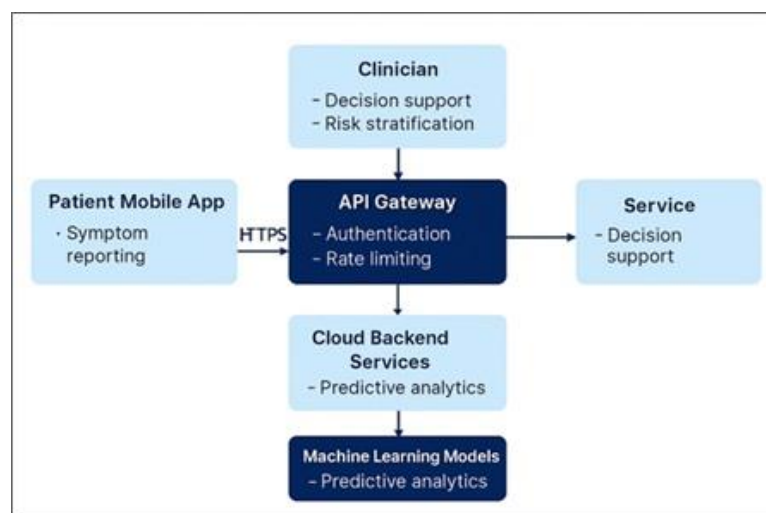 Clinician
- Decision support
- Risk stratification
Patient Mobile App
· Symptom
reporting
HTTPS
API Gateway
- Authentication
- Rate limiting
Service
- Decision
support
Cloud Backend
Services
- Predictive analytics
Machine Learning Models
- Predictive analytics